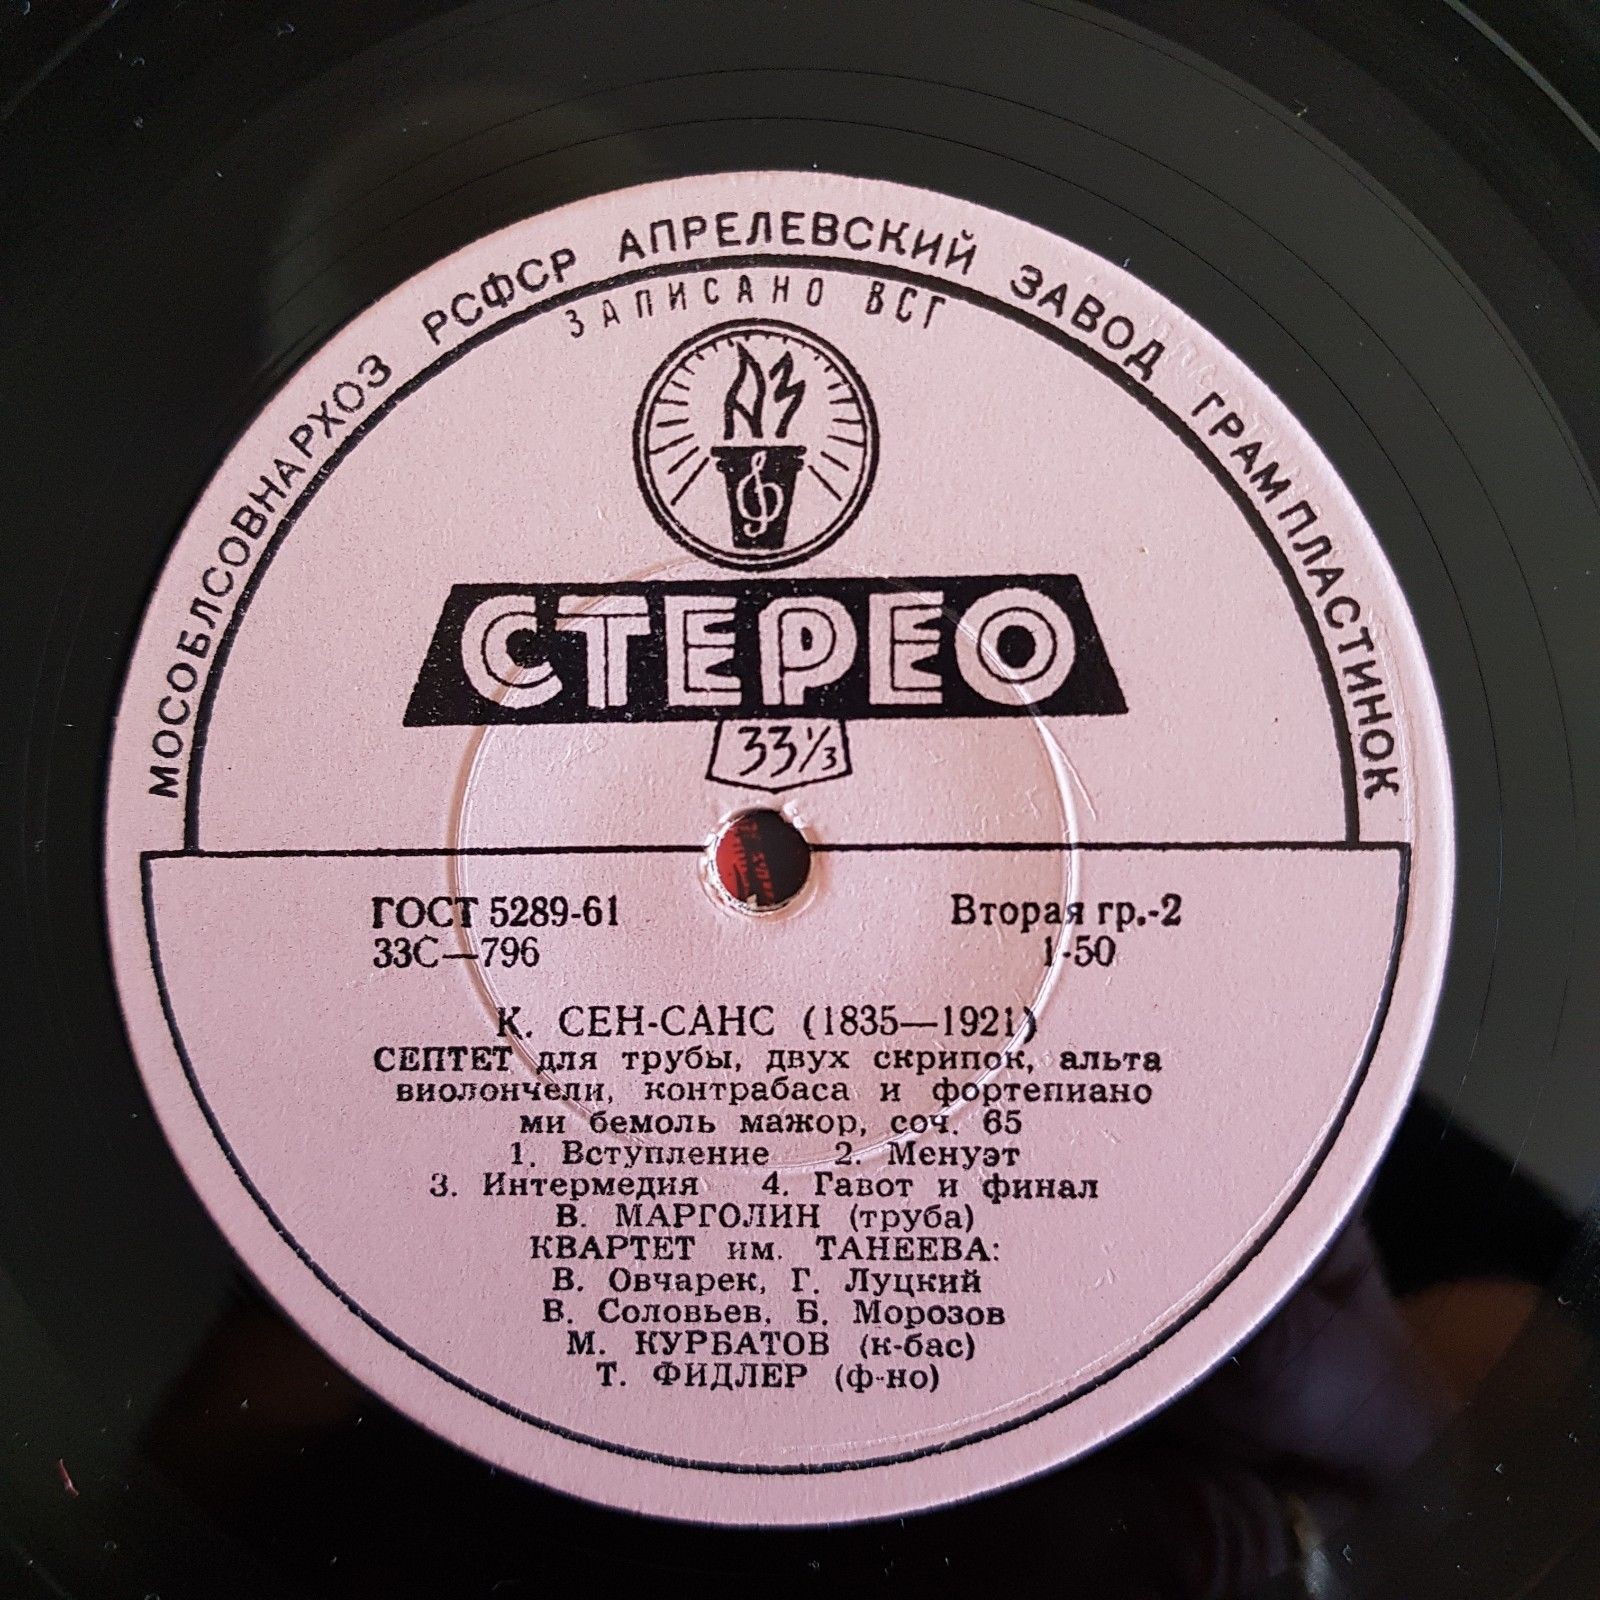 МОСОБЛСОВНАРХОЗ РСФСР АПРЕЛЕВСКИЙ ЗАВОД ГРАМПЛАСТИНОК
ЗАПИСАНО ВСГ
АЗ
СТЕРЕО
33⅓
ГОСТ 5289-61
Вторая гр.-2
33С—796
1-50
К. СЕН-САНС (1835—1921)
СЕПТЕТ для трубы, двух скрипок, альта
виолончели, контрабаса и фортепиано
ми бемоль мажор, соч. 65
1. Вступление 2. Менуэт
3. Интермедия 4. Гавот и финал
В. МАРГОЛИН (труба)
КВАРТЕТ им. ТАНЕЕВА:
В. Овчарек, Г. Луцкий
В. Соловьев, Б. Морозов
М. КУРБАТОВ (к-бас)
Т. ФИДЛЕР (ф-но)